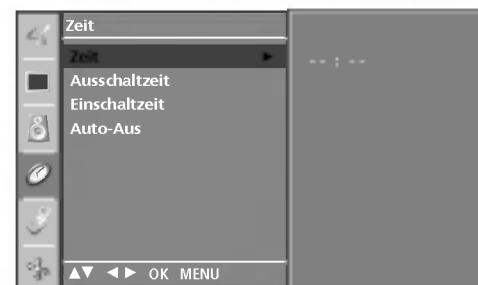 Zeit
Zeit ►
-- : --
Ausschaltzeit
Einschaltzeit
Auto-Aus
▲▼ ◄► OK MENU